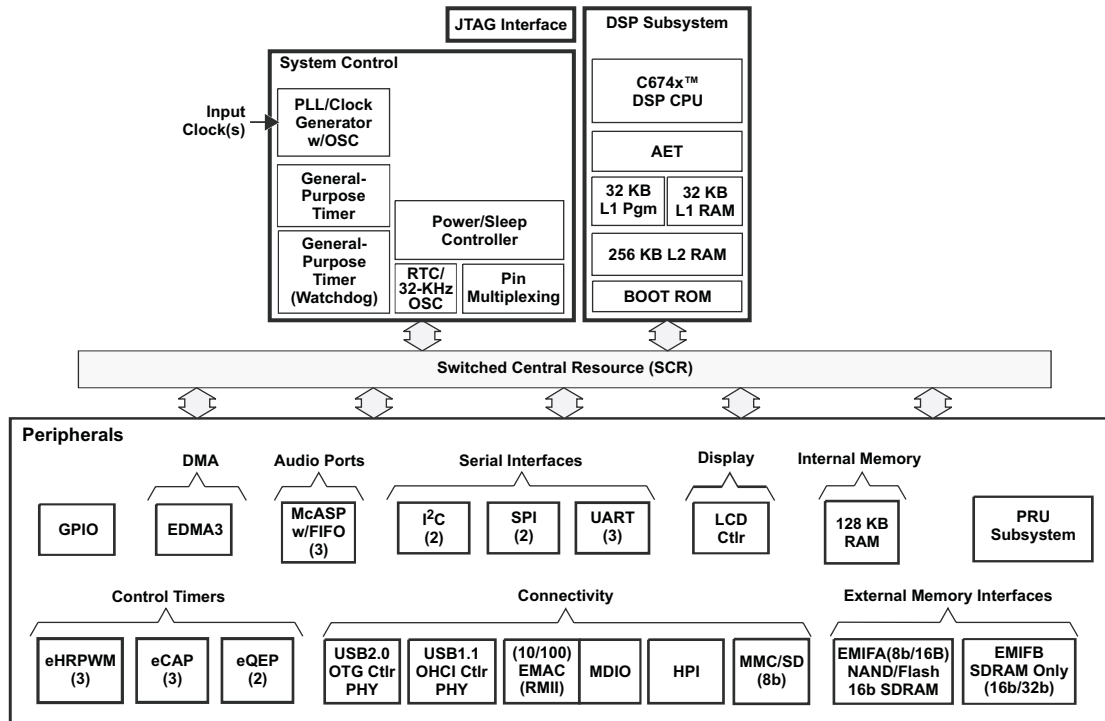 JTAG Interface
DSP Subsystem
System Control
Input
Clock(s)
PLL/Clock
Generator
w/OSC
General-
Purpose
Timer
General-
Purpose
Timer
(Watchdog)
Power/Sleep
Controller
RTC/
32-KHz
OSC
Pin
Multiplexing
C674x™
DSP CPU
AET
32 KB
L1 Pgm
32 KB
L1 RAM
256 KB L2 RAM
BOOT ROM
Switched Central Resource (SCR)
Peripherals
DMA
Audio Ports
Serial Interfaces
Display
Internal Memory
GPIO
EDMA3
McASP
w/FIFO
(3)
I²C
(2)
SPI
(2)
UART
(3)
LCD
Ctlr
128 KB
RAM
PRU
Subsystem
Control Timers
Connectivity
External Memory Interfaces
eHRPWM
(3)
eCAP
(3)
eQEP
(2)
USB2.0
OTG Ctlr
PHY
USB1.1
OHCI Ctlr
PHY
(10/100)
EMAC
(RMII)
MDIO
HPI
MMC/SD
(8b)
EMIFA(8b/16B)
NAND/Flash
16b SDRAM
EMIFB
SDRAM Only
(16b/32b)